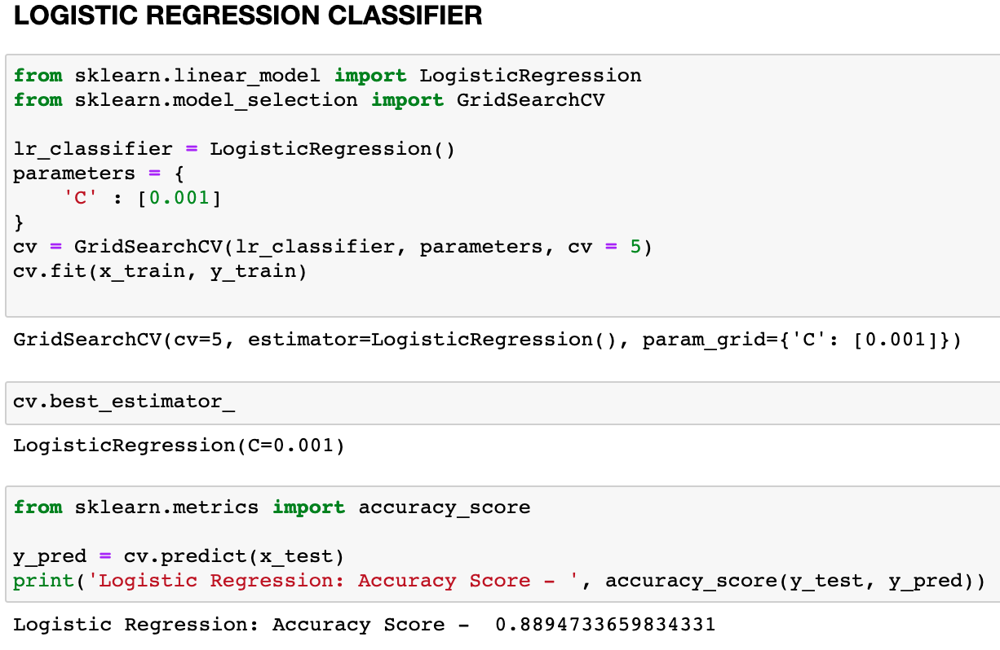 LOGISTIC REGRESSION CLASSIFIER
from sklearn.linear_model import LogisticRegression
from sklearn.model_selection import GridSearchCV
lr_classifier = LogisticRegression()
parameters = {
    'C' : [0.001]
}
cv = GridSearchCV(lr_classifier, parameters, cv = 5)
cv.fit(x_train, y_train)
GridSearchCV(cv=5, estimator=LogisticRegression(), param_grid={'C': [0.001]})
cv.best_estimator_
LogisticRegression(C=0.001)
from sklearn.metrics import accuracy_score
y_pred = cv.predict(x_test)
print('Logistic Regression: Accuracy Score - ', accuracy_score(y_test, y_pred))
Logistic Regression: Accuracy Score -  0.8894733659834331